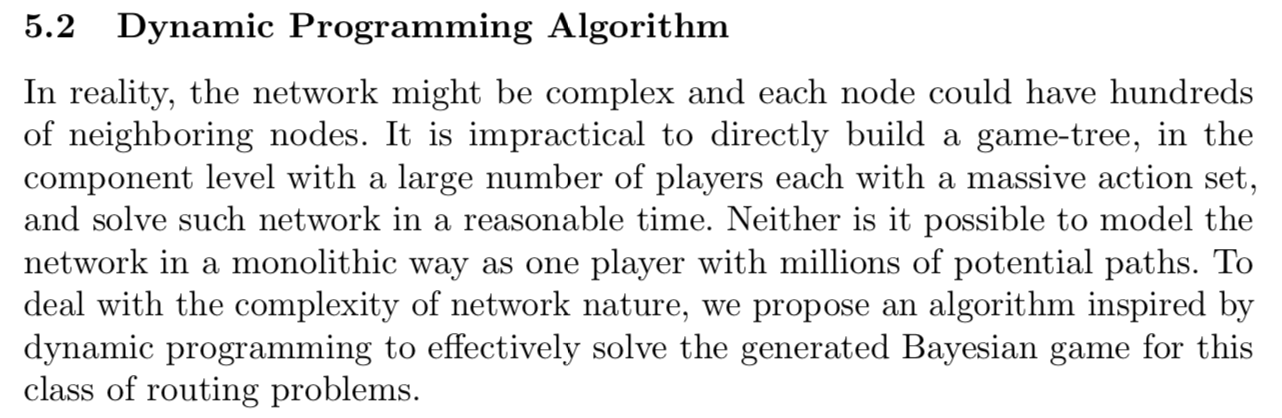 5.2 Dynamic Programming Algorithm
In reality, the network might be complex and each node could have hundreds
of neighboring nodes. It is impractical to directly build a game-tree, in the
component level with a large number of players each with a massive action set,
and solve such network in a reasonable time. Neither is it possible to model the
network in a monolithic way as one player with millions of potential paths. To
deal with the complexity of network nature, we propose an algorithm inspired by
dynamic programming to effectively solve the generated Bayesian game for this
class of routing problems.